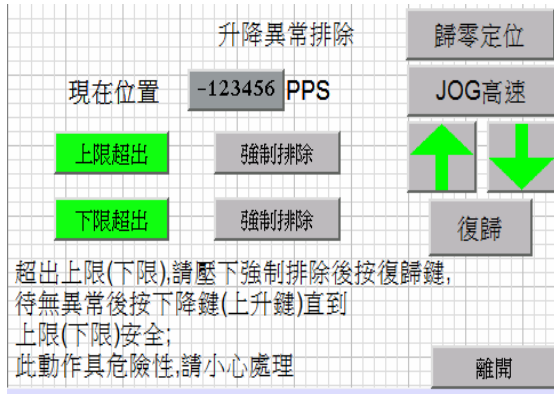 升降異常排除
歸零定位
現在位置 -123456 PPS
JOG高速
上限超出 強制排除
下限超出 強制排除
復歸
超出上限(下限),請壓下強制排除後按復歸鍵,
待無異常後按下降鍵(上升鍵)直到
上限(下限)安全;
此動作具危險性,請小心處理
離開